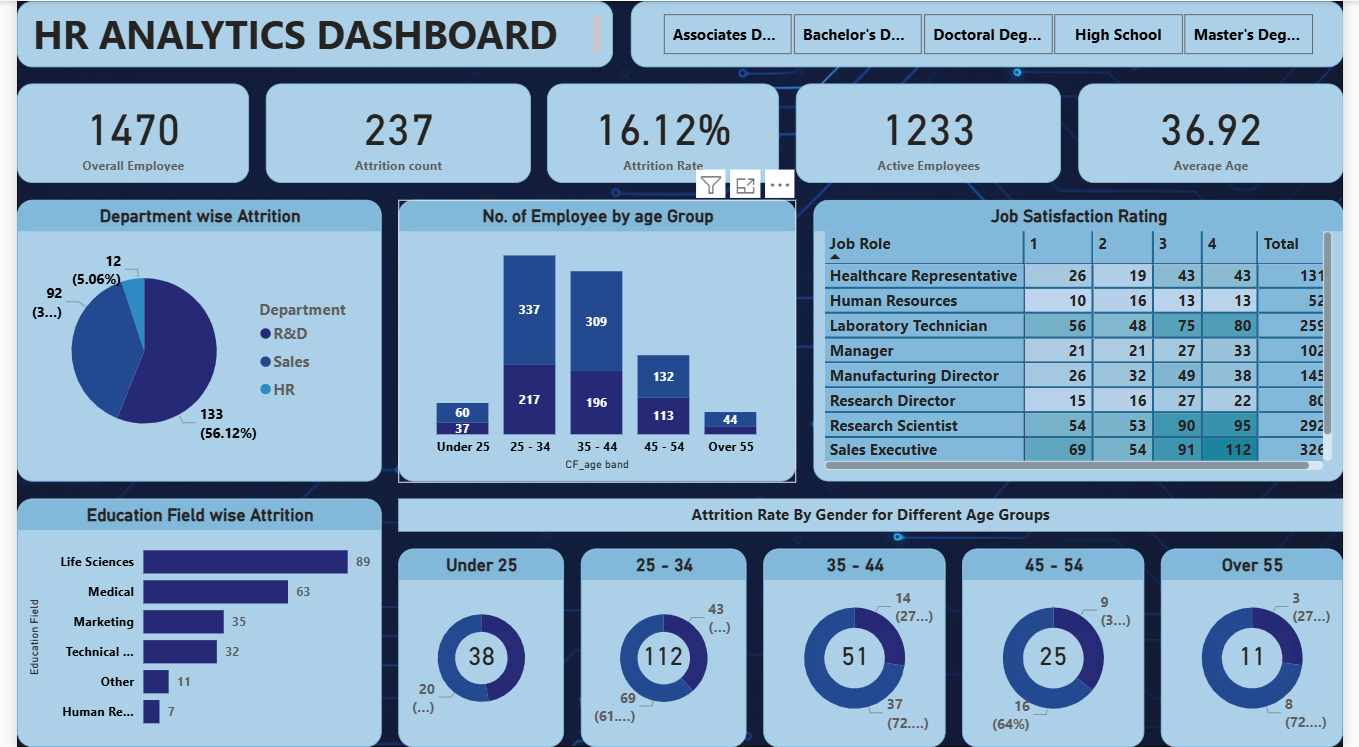 HR ANALYTICS DASHBOARD
Associates D... Bachelor's D... Doctoral Deg... High School Master's Deg...
1470 237 16.12% 1233 36.92
Overall Employee Attrition count Attrition Rate Active Employees Average Age
Department wise Attrition
12
(5.06%)
92
(3...)
133
(56.12%)
Department
R&D
Sales
HR
No. of Employee by age Group
337
309
217
196
132
113
60
37
44
Under 25 25 - 34 35 - 44 45 - 54 Over 55
CF_age band
Job Satisfaction Rating
Job Role 1 2 3 4 Total
Healthcare Representative 26 19 43 43 131
Human Resources 10 16 13 13 52
Laboratory Technician 56 48 75 80 259
Manager 21 21 27 33 102
Manufacturing Director 26 32 49 38 145
Research Director 15 16 27 22 80
Research Scientist 54 53 90 95 292
Sales Executive 69 54 91 112 326
Education Field wise Attrition
Education Field
Life Sciences 89
Medical 63
Marketing 35
Technical ... 32
Other 11
Human Re... 7
Attrition Rate By Gender for Different Age Groups
Under 25
38
20
(...)
25 - 34
43
(...)
112
69
(61....)
35 - 44
14
(27...)
51
37
(72....)
45 - 54
9
(3...)
25
16
(64%)
Over 55
3
(27...)
11
8
(72....)